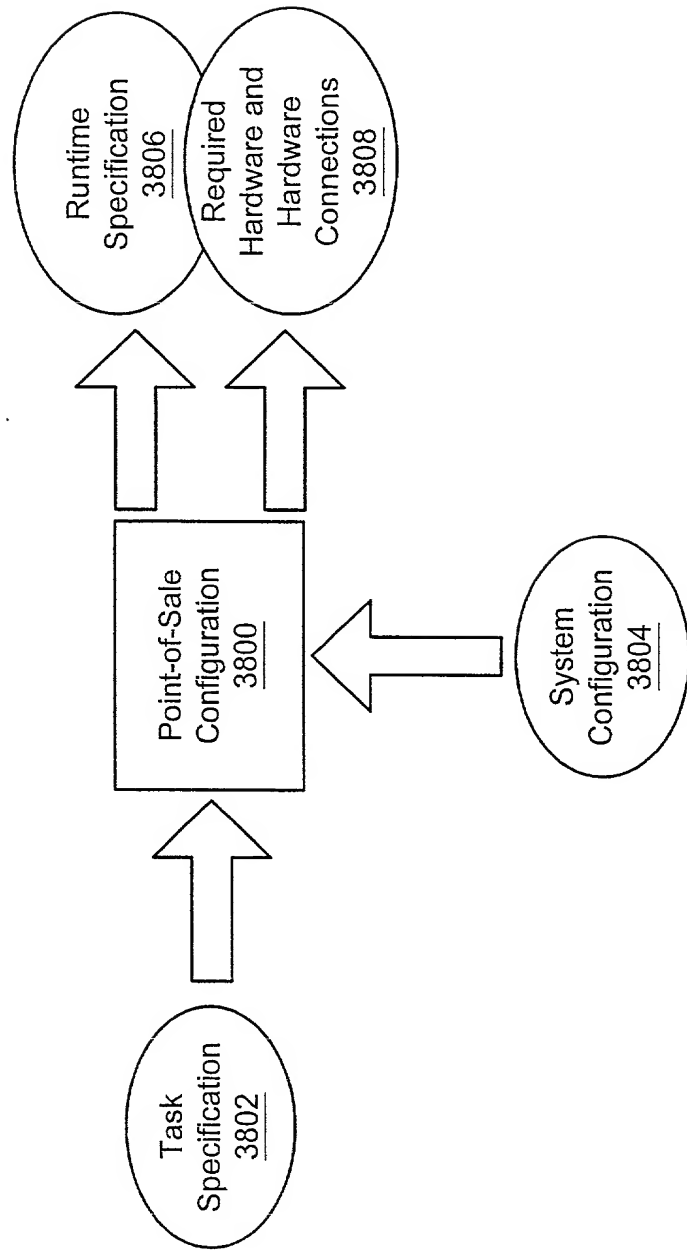 Task
Specification
3802
Point-of-Sale
Configuration
3800
System
Configuration
3804
Runtime
Specification
3806
Required
Hardware and
Hardware
Connections
3808